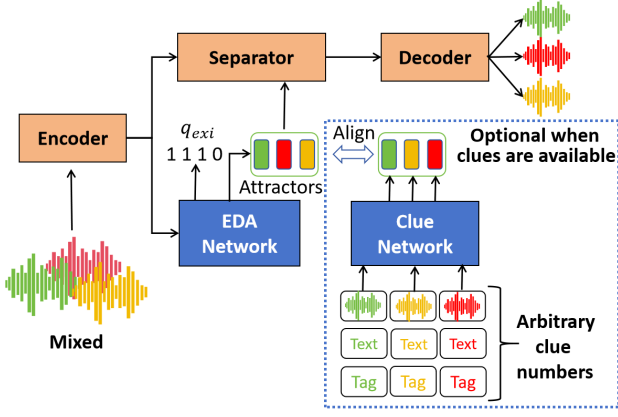 Separator
Decoder
Encoder
q_exi
1 1 1 0
Attractors
Align
Optional when
clues are available
EDA
Network
Clue
Network
Mixed
Text Text Text
Tag Tag Tag
Arbitrary
clue
numbers